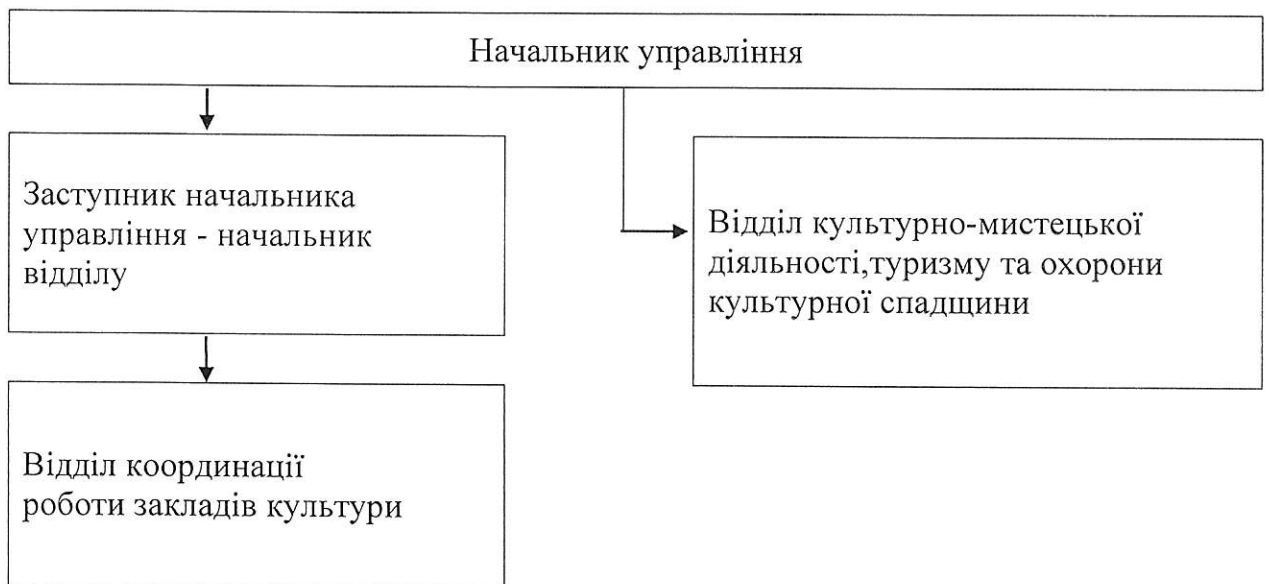 Начальник управління
Заступник начальника
управління - начальник
відділу
Відділ культурно-мистецької
діяльності,туризму та охорони
культурної спадщини
Відділ координації
роботи закладів культури